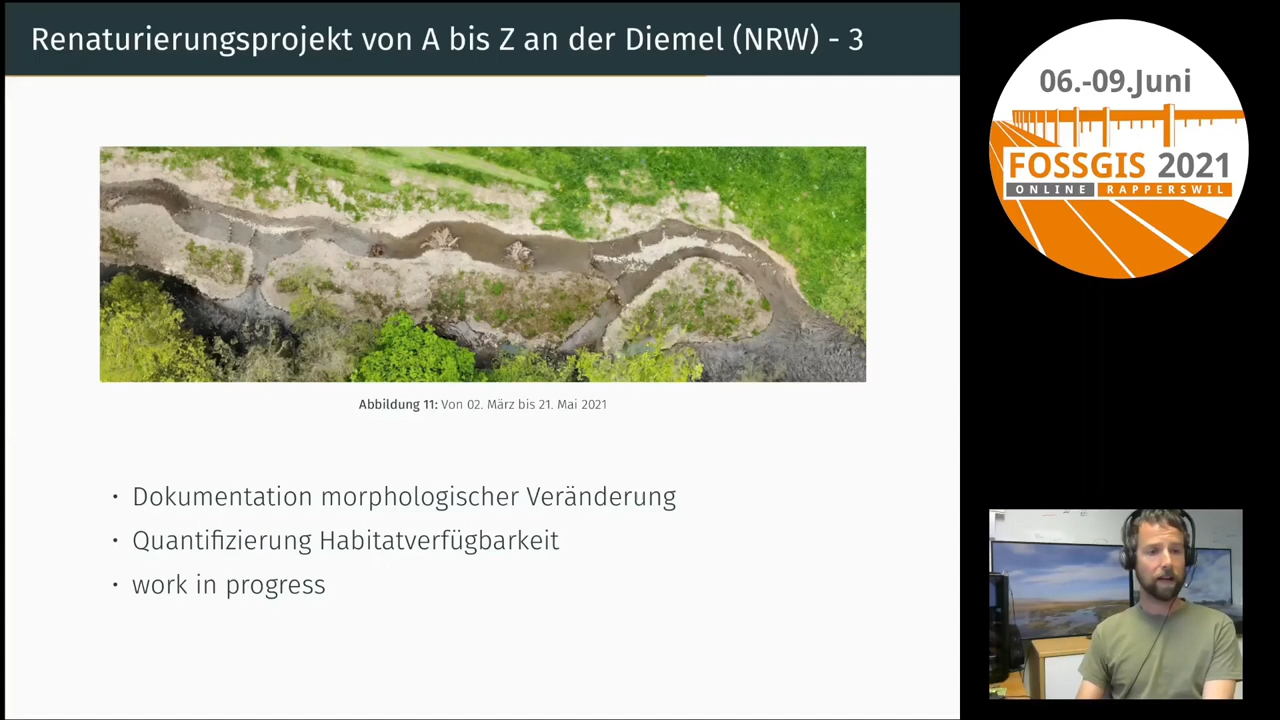 Renaturierungsprojekt von A bis Z an der Diemel (NRW) - 3
Abbildung 11: Von 02. März bis 21. Mai 2021
• Dokumentation morphologischer Veränderung
• Quantifizierung Habitatverfügbarkeit
• work in progress
06.-09.Juni
FOSSGIS 2021
ONLINE RAPPERSWIL